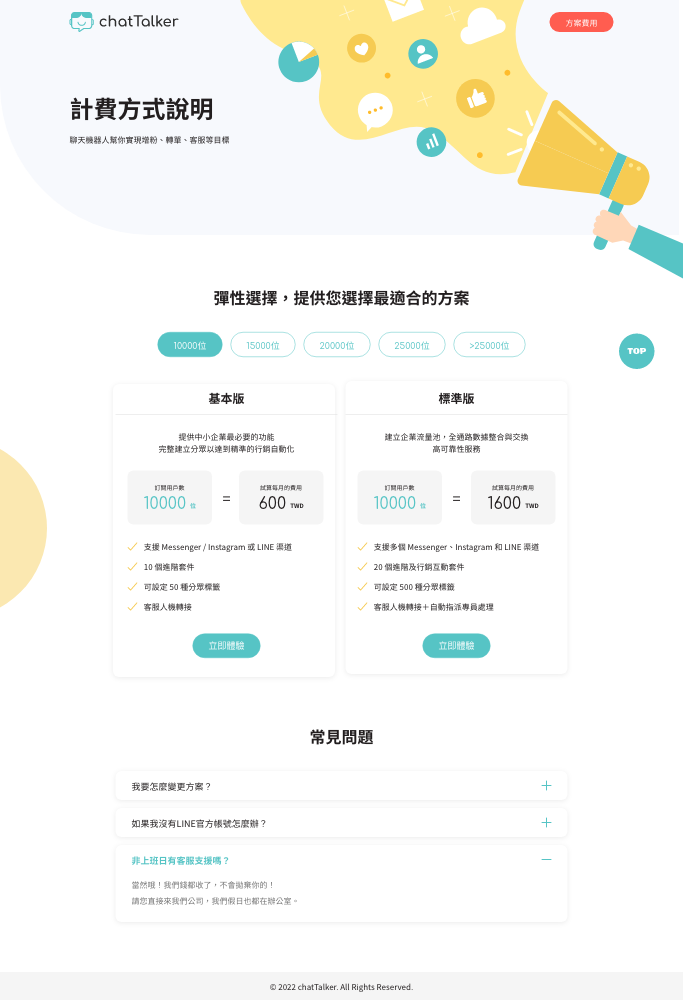 chatTalker
方案費用
計費方式說明
聊天機器人幫你實現增粉、轉單、客服等目標
彈性選擇，提供您選擇最適合的方案
10000位
15000位
20000位
25000位
>25000位
TOP
基本版
提供中小企業最必要的功能
完整建立分眾以達到精準的行銷自動化
訂閱用戶數
10000 位
=
試算每月的費用
600 TWD
支援 Messenger / Instagram 或 LINE 渠道
10 個進階套件
可設定 50 種分眾標籤
客服人機轉接
立即體驗
標準版
建立企業流量池，全通路數據整合與交換
高可靠性服務
訂閱用戶數
10000 位
=
試算每月的費用
1600 TWD
支援多個 Messenger、Instagram 和 LINE 渠道
20 個進階及行銷互動套件
可設定 500 種分眾標籤
客服人機轉接＋自動指派專員處理
立即體驗
常見問題
我要怎麼變更方案？
如果我沒有LINE官方帳號怎麼辦？
非上班日有客服支援嗎？
當然哦！我們錢都收了，不會拋棄你的！
請您直接來我們公司，我們假日也都在辦公室。
© 2022 chatTalker. All Rights Reserved.